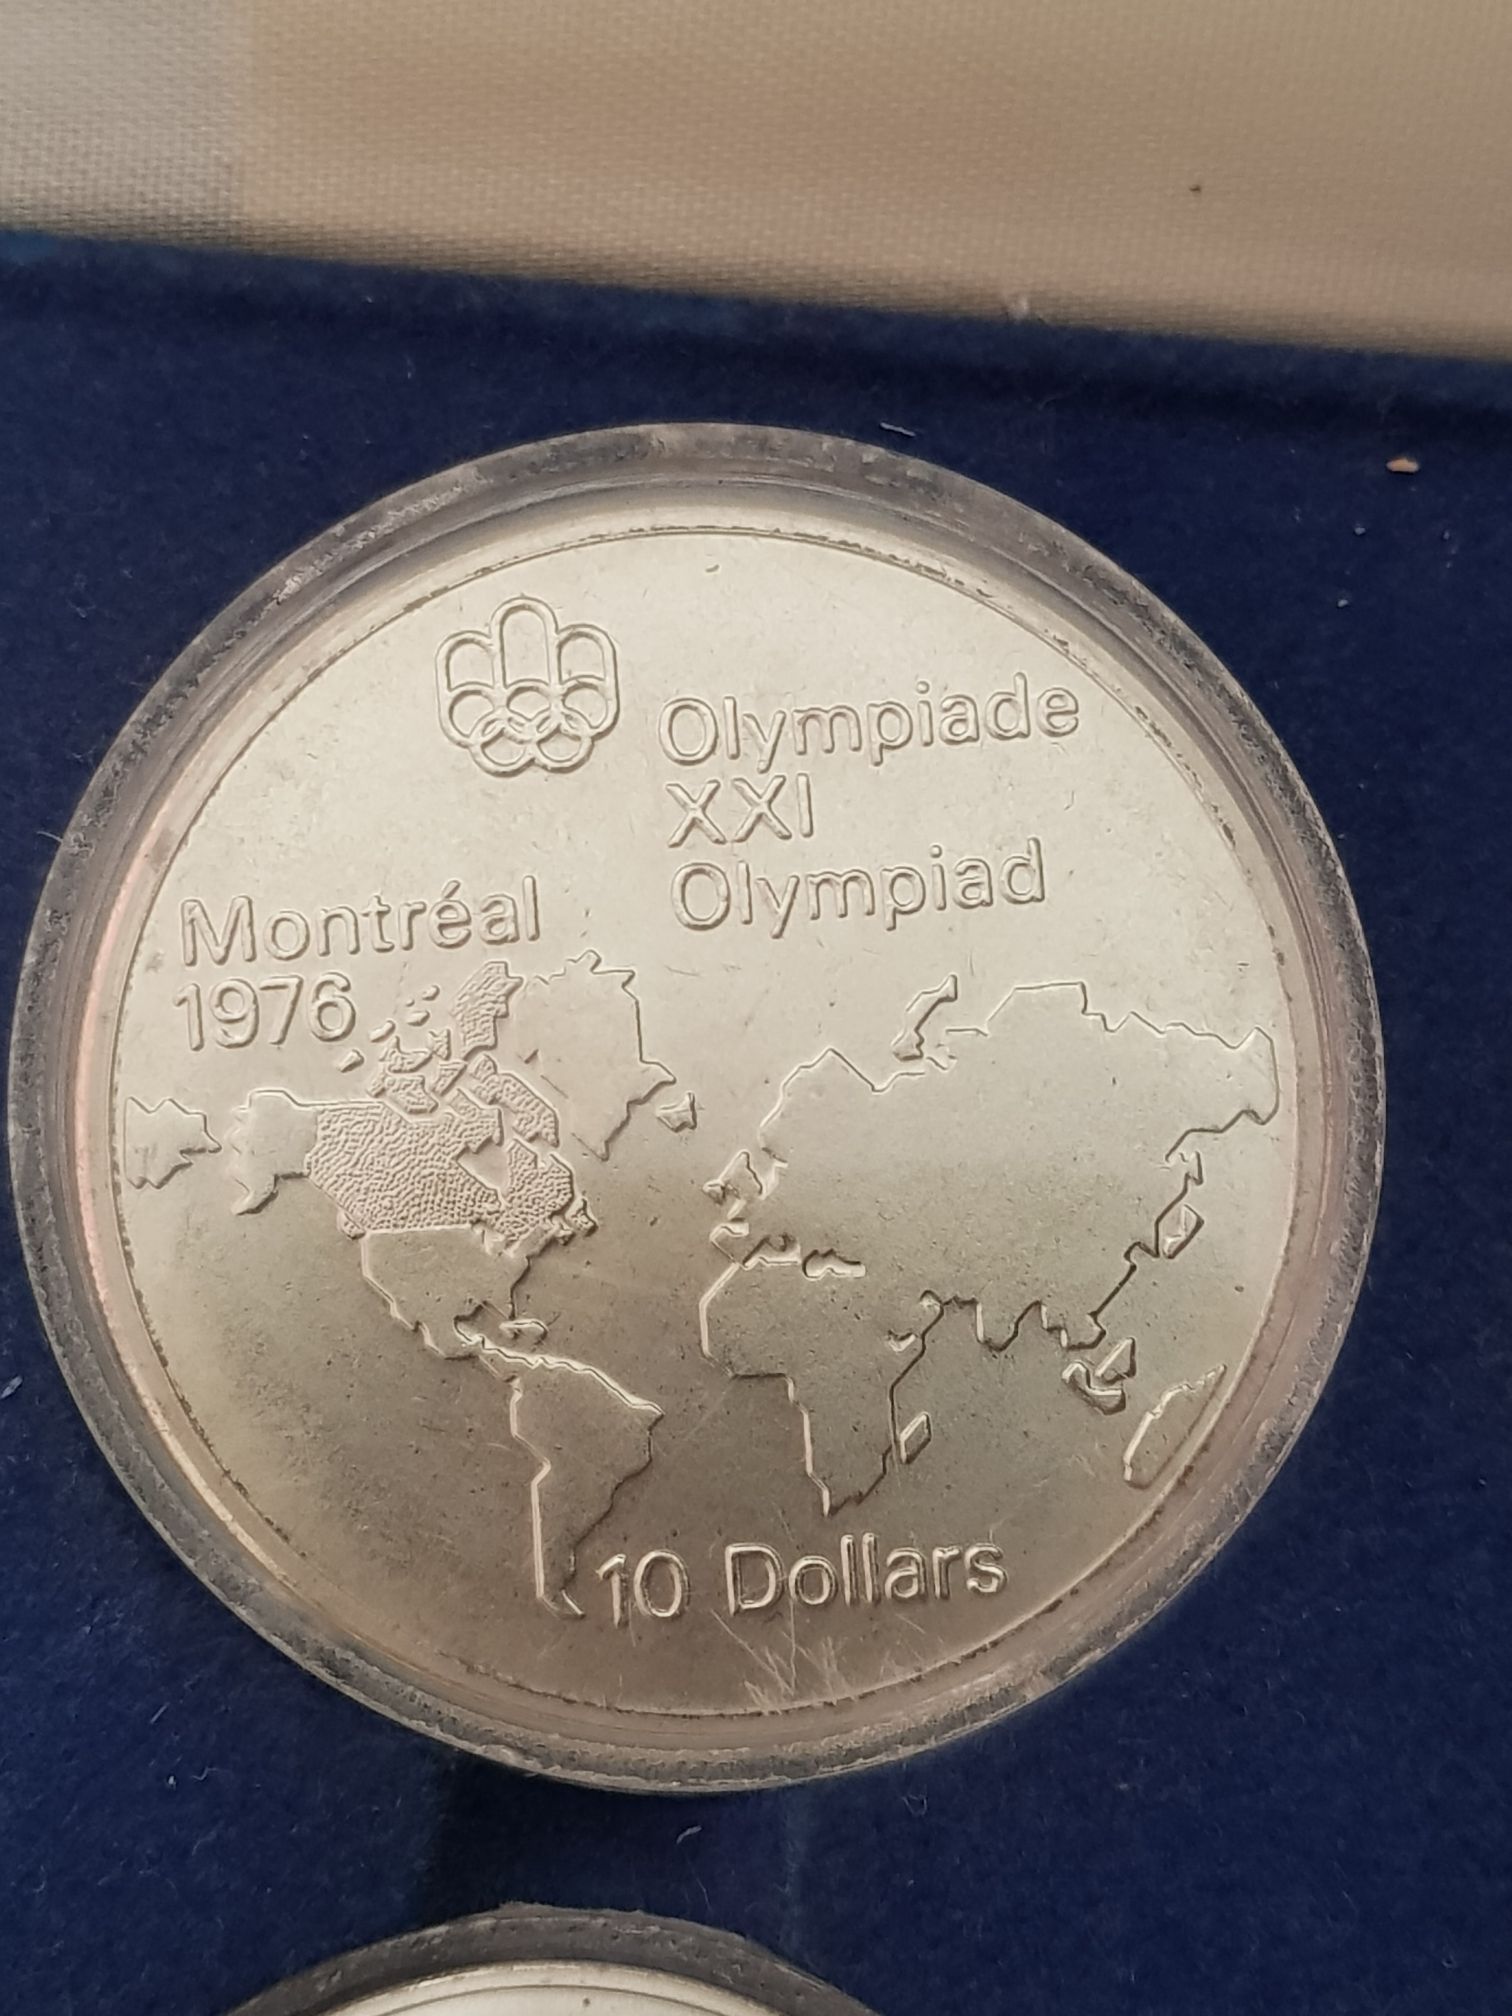 Olympiade
XXI
Olympiad
Montréal
1976
10 Dollars